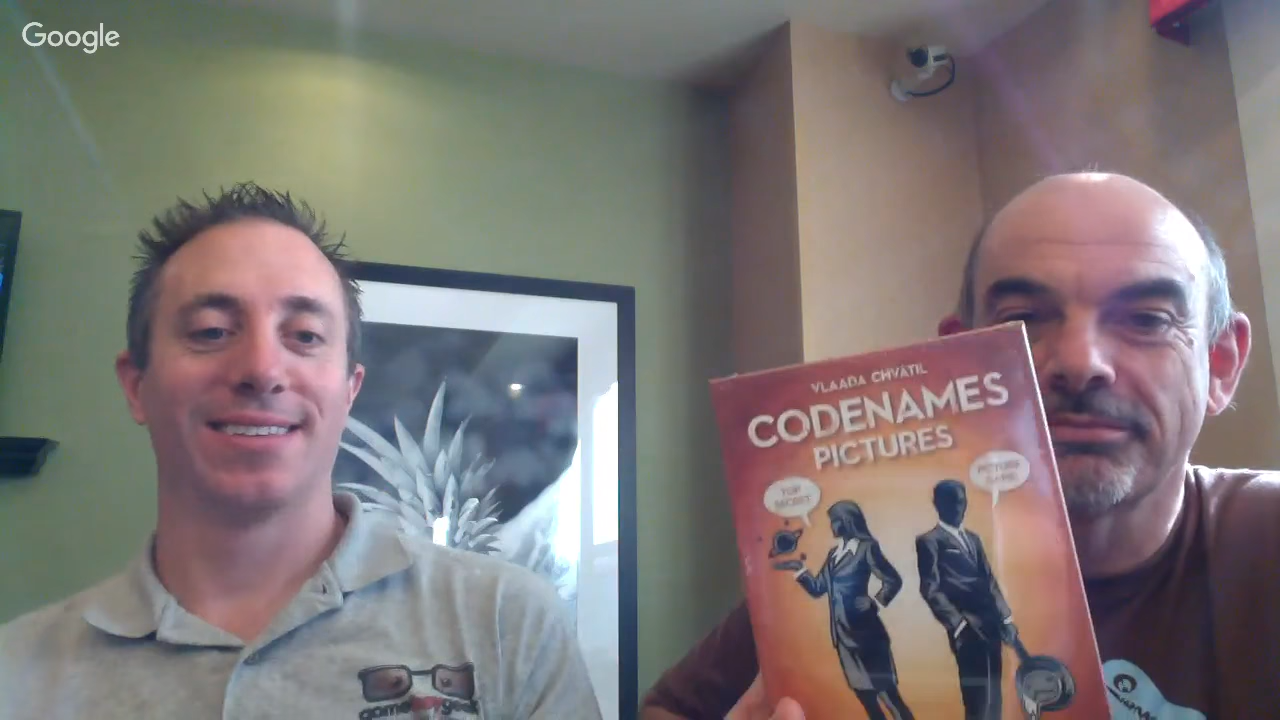 Google
VLAADA CHVÁTIL
CODENAMES
PICTURES
TOP
SECRET
PICTURE
GAME